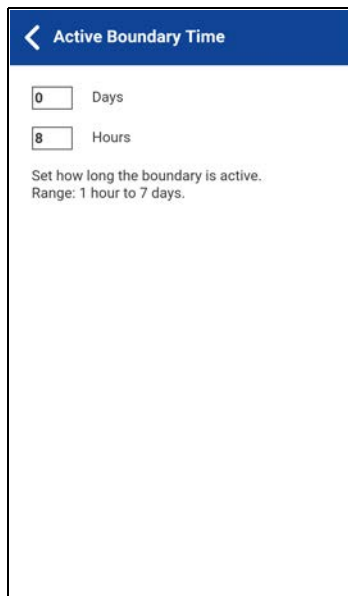 Active Boundary Time
0 Days
8 Hours
Set how long the boundary is active.
Range: 1 hour to 7 days.